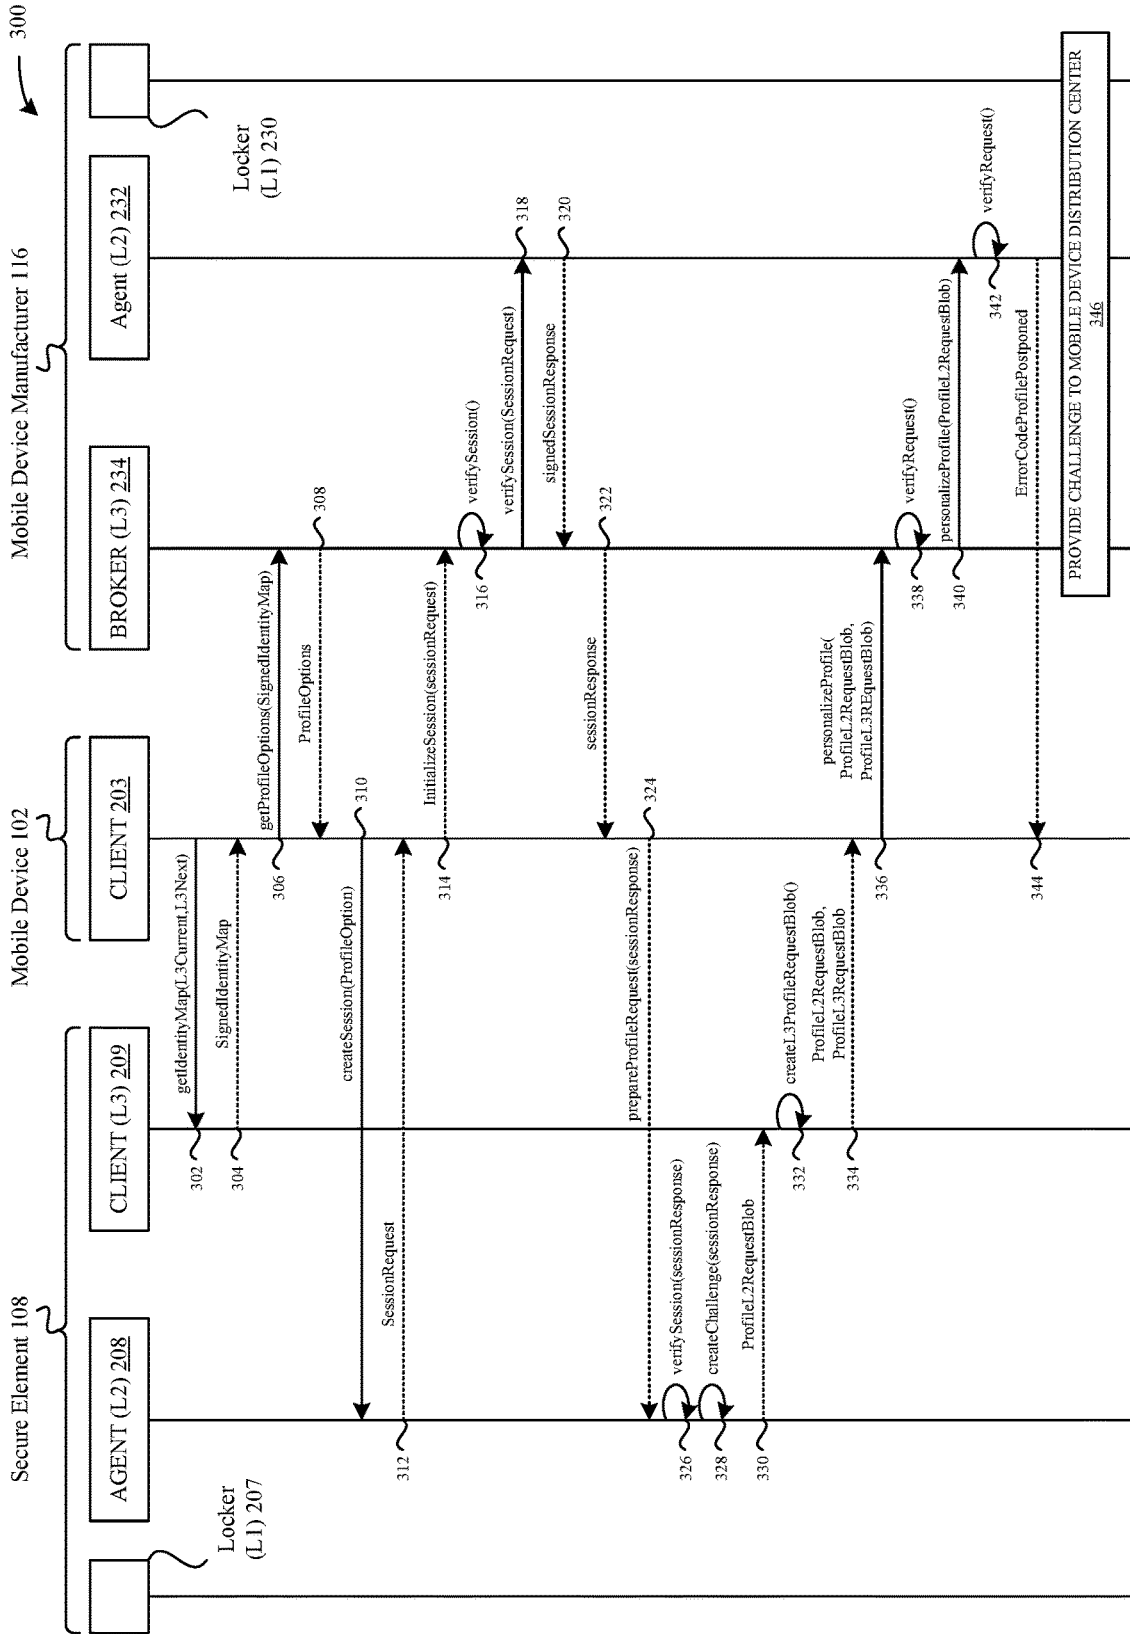 300
Secure Element 108
Mobile Device 102
Mobile Device Manufacturer 116
AGENT (L2) 208
CLIENT (L3) 209
CLIENT 203
BROKER (L3) 234
Agent (L2) 232
Locker
(L1) 207
Locker
(L1) 230
getIdentityMap(L3Current,L3Next)
302
SignedIdentityMap
304
getProfileOptions(SignedIdentityMap)
306
ProfileOptions
308
createSession(ProfileOption)
310
SessionRequest
312
InitializeSession(sessionRequest)
314
verifySession()
316
verifySession(SessionRequest)
318
signedSessionResponse
320
sessionResponse
322
prepareProfileRequest(sessionResponse)
324
verifySession(sessionResponse)
326
createChallenge(sessionResponse)
328
ProfileL2RequestBlob
330
createL3ProfileRequestBlob()
332
ProfileL2RequestBlob,
ProfileL3RequestBlob
334
personalizeProfile(
ProfileL2RequestBlob,
ProfileL3REquestBlob)
336
verifyRequest()
338
personalizeProfile(ProfileL2RequestBlob)
340
verifyRequest()
342
ErrorCodeProfilePostponed
344
PROVIDE CHALLENGE TO MOBILE DEVICE DISTRIBUTION CENTER
346